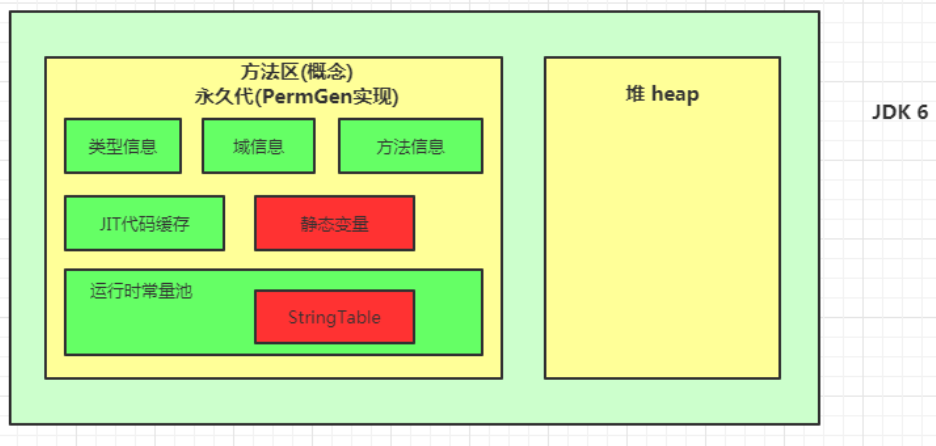 方法区(概念)
永久代(PermGen实现)
类型信息
域信息
方法信息
JIT代码缓存
静态变量
运行时常量池
StringTable
堆 heap
JDK 6